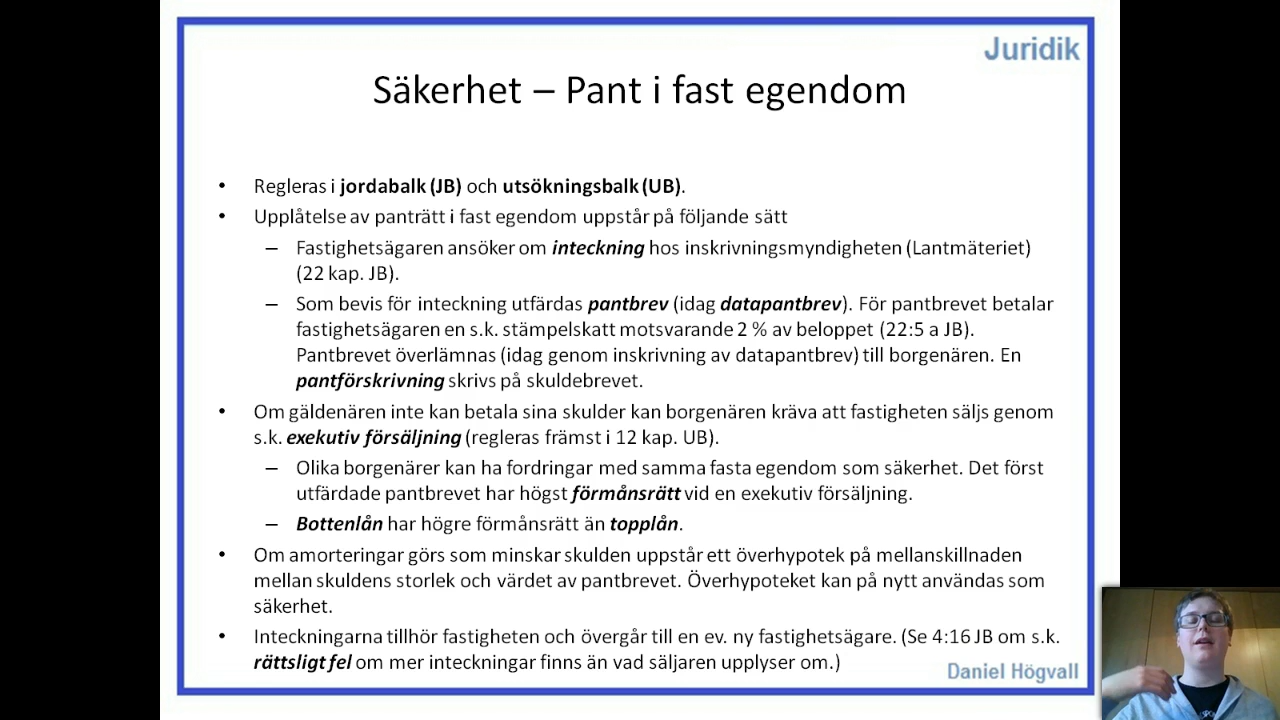 Juridik
Säkerhet – Pant i fast egendom
• Regleras i jordabalk (JB) och utsökningsbalk (UB).
• Upplåtelse av panträtt i fast egendom uppstår på följande sätt
– Fastighetsägaren ansöker om inteckning hos inskrivningsmyndigheten (Lantmäteriet)
(22 kap. JB).
– Som bevis för inteckning utfärdas pantbrev (idag datapantbrev). För pantbrevet betalar
fastighetsägaren en s.k. stämpelskatt motsvarande 2 % av beloppet (22:5 a JB).
Pantbrevet överlämnas (idag genom inskrivning av datapantbrev) till borgenären. En
pantförskrivning skrivs på skuldebrevet.
• Om gäldenären inte kan betala sina skulder kan borgenären kräva att fastigheten säljs genom
s.k. exekutiv försäljning (regleras främst i 12 kap. UB).
– Olika borgenärer kan ha fordringar med samma fasta egendom som säkerhet. Det först
utfärdade pantbrevet har högst förmånsrätt vid en exekutiv försäljning.
– Bottenlån har högre förmånsrätt än topplån.
• Om amorteringar görs som minskar skulden uppstår ett överhypotek på mellanskillnaden
mellan skuldens storlek och värdet av pantbrevet. Överhypoteket kan på nytt användas som
säkerhet.
• Inteckningarna tillhör fastigheten och övergår till en ev. ny fastighetsägare. (Se 4:16 JB om s.k.
rättsligt fel om mer inteckningar finns än vad säljaren upplyser om.)
Daniel Högvall